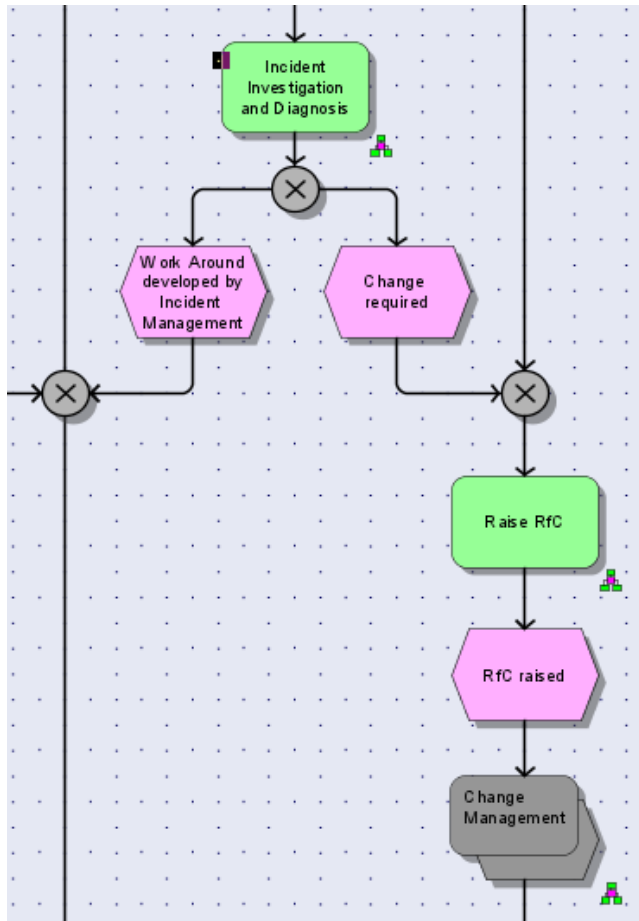 Incident
Investigation
and Diagnosis
Work Around
developed by
Incident
Management
Change
required
Raise RfC
RfC raised
Change
Management